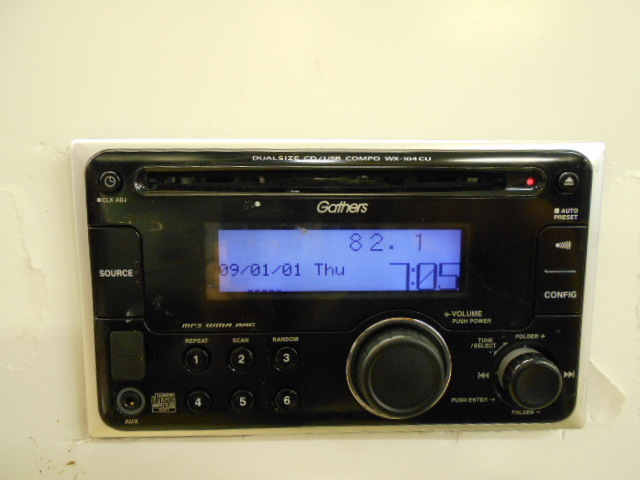 DUALSIZE CD/USB COMPO WX-104CU
CLK ADJ
Gathers
AUTO
PRESET
82.1
09/01/01 Thu 7:05
SOURCE
CONFIG
MP3 WMA AAC
VOLUME
PUSH POWER
REPEAT SCAN RANDOM
1 2 3
4 5 6
TUNE
/SELECT
FOLDER +
PUSH ENTER
FOLDER −
AUX